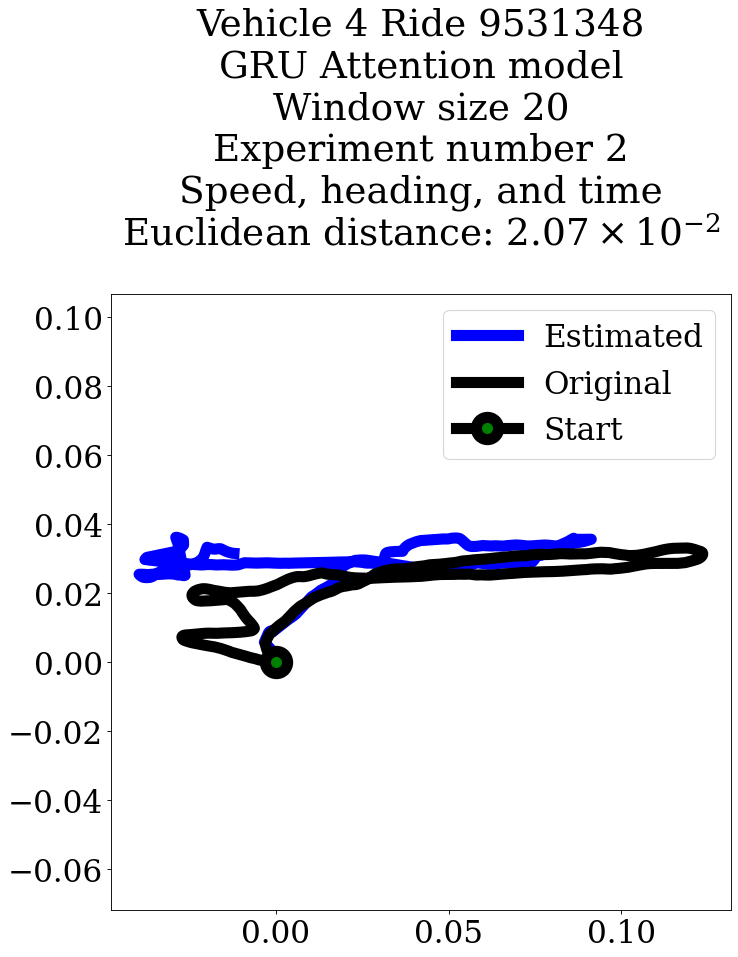 Vehicle 4 Ride 9531348
GRU Attention model
Window size 20
Experiment number 2
Speed, heading, and time
Euclidean distance: 2.07 × 10⁻²
Estimated
Original
Start
0.10
0.08
0.06
0.04
0.02
0.00
−0.02
−0.04
−0.06
0.00 0.05 0.10